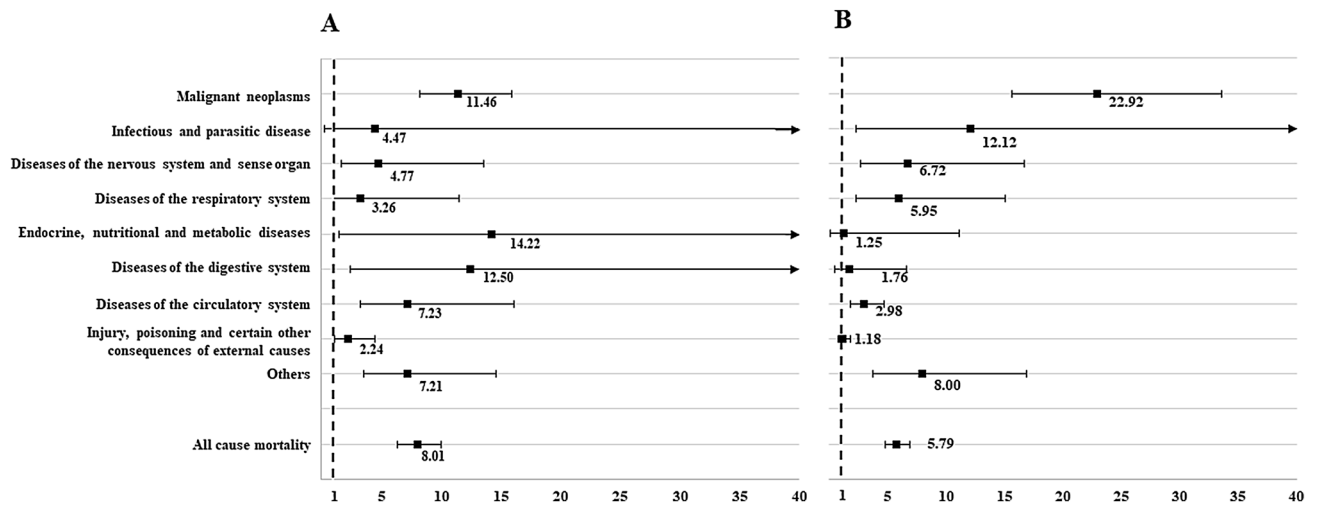 A
B
Malignant neoplasms
11.46
22.92
Infectious and parasitic disease
4.47
12.12
Diseases of the nervous system and sense organ
4.77
6.72
Diseases of the respiratory system
3.26
5.95
Endocrine, nutritional and metabolic diseases
14.22
1.25
Diseases of the digestive system
12.50
1.76
Diseases of the circulatory system
7.23
2.98
Injury, poisoning and certain other
consequences of external causes
2.24
1.18
Others
7.21
8.00
All cause mortality
8.01
5.79
1 5 10 15 20 25 30 35 40
1 5 10 15 20 25 30 35 40